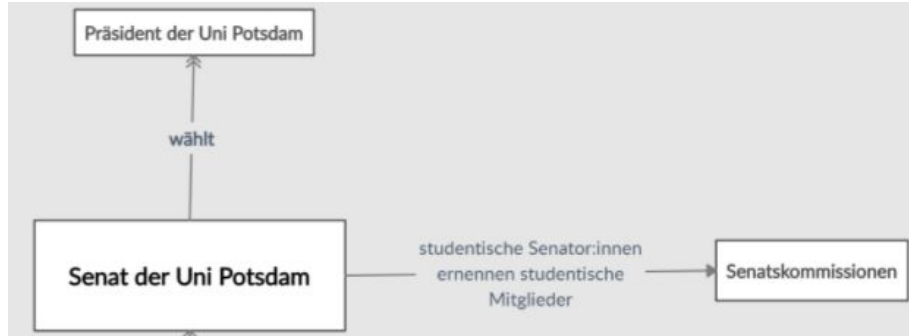 Präsident der Uni Potsdam
wählt
Senat der Uni Potsdam
studentische Senator:innen
ernennen studentische
Mitglieder
Senatskommissionen